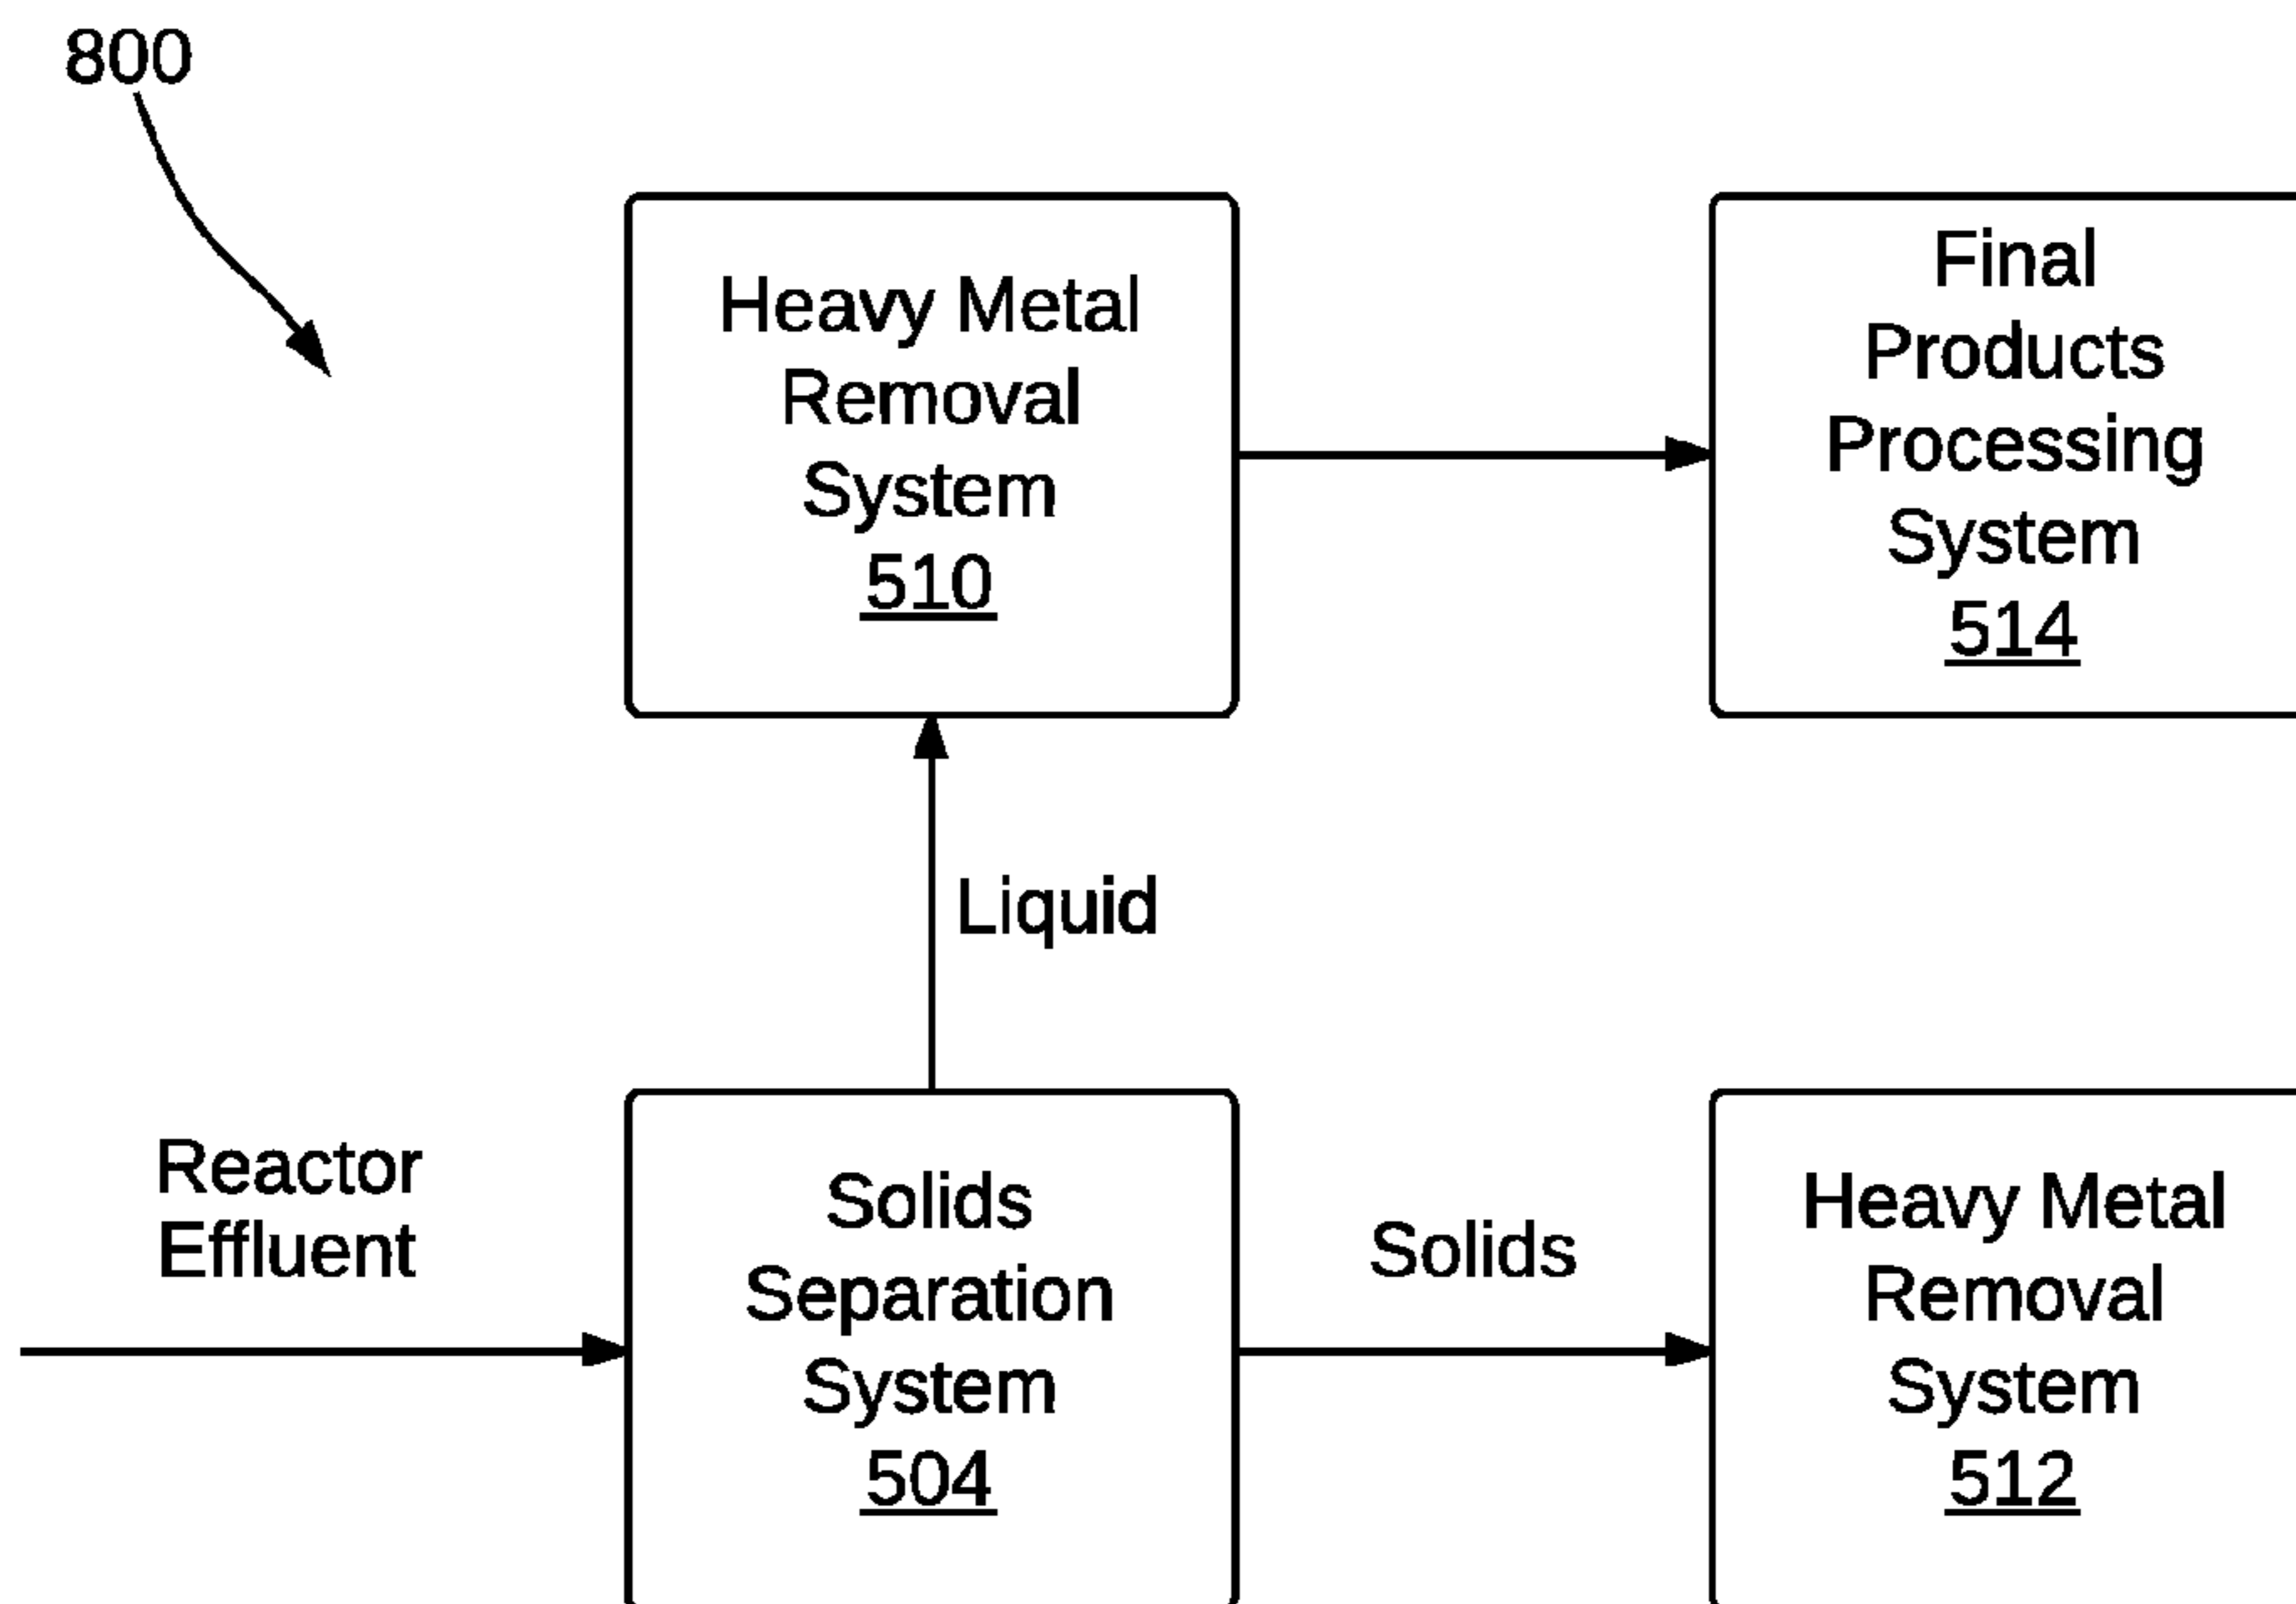 800
Heavy Metal
Removal
System
510
Final
Products
Processing
System
514
Liquid
Reactor
Effluent
Solids
Separation
System
504
Solids
Heavy Metal
Removal
System
512